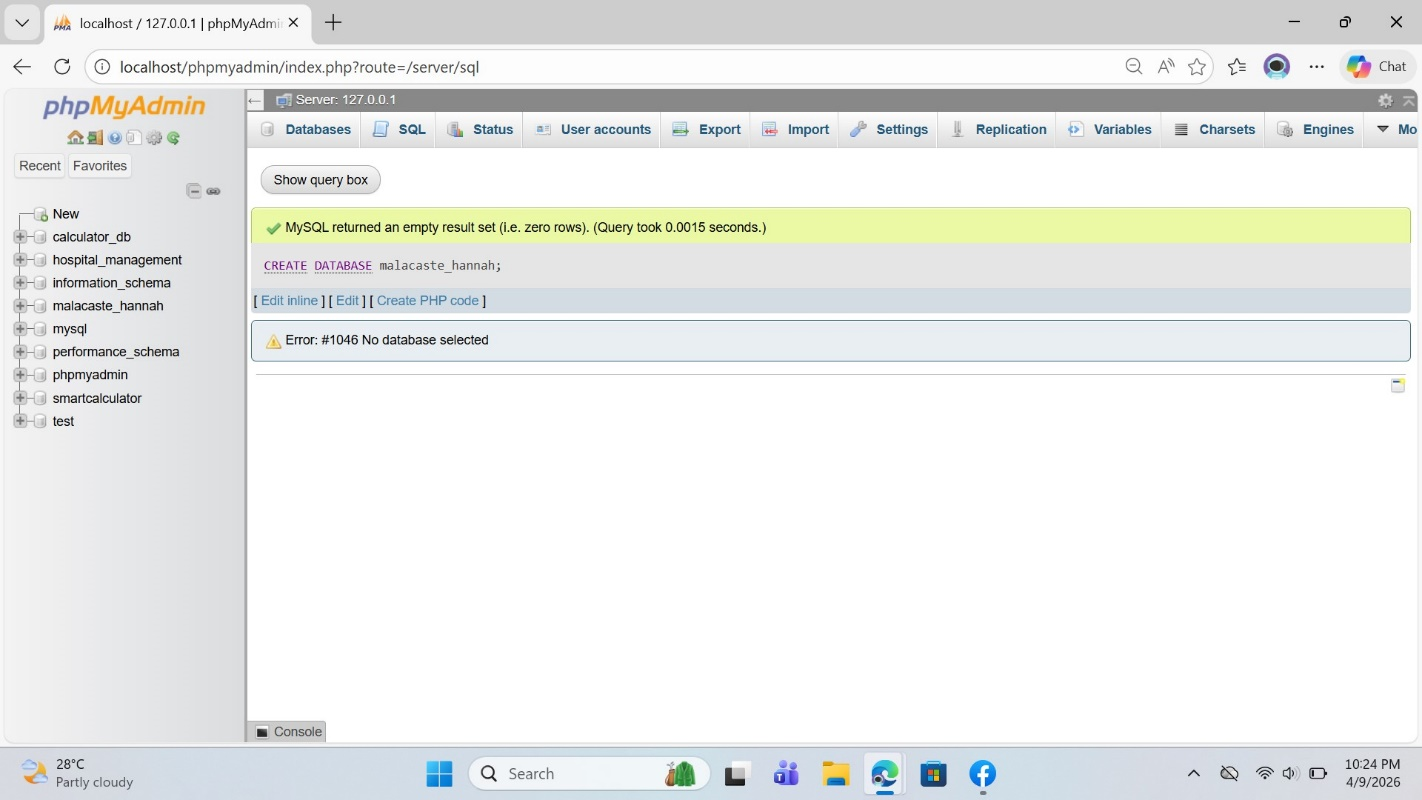 localhost / 127.0.0.1 | phpMyAdmi
localhost/phpmyadmin/index.php?route=/server/sql
Chat
phpMyAdmin
Recent
Favorites
New
calculator_db
hospital_management
information_schema
malacaste_hannah
mysql
performance_schema
phpmyadmin
smartcalculator
test
Server: 127.0.0.1
Databases
SQL
Status
User accounts
Export
Import
Settings
Replication
Variables
Charsets
Engines
Mo
Show query box
MySQL returned an empty result set (i.e. zero rows). (Query took 0.0015 seconds.)
CREATE DATABASE malacaste_hannah;
[ Edit inline ] [ Edit ] [ Create PHP code ]
Error: #1046 No database selected
Console
28°C
Partly cloudy
Search
10:24 PM
4/9/2026